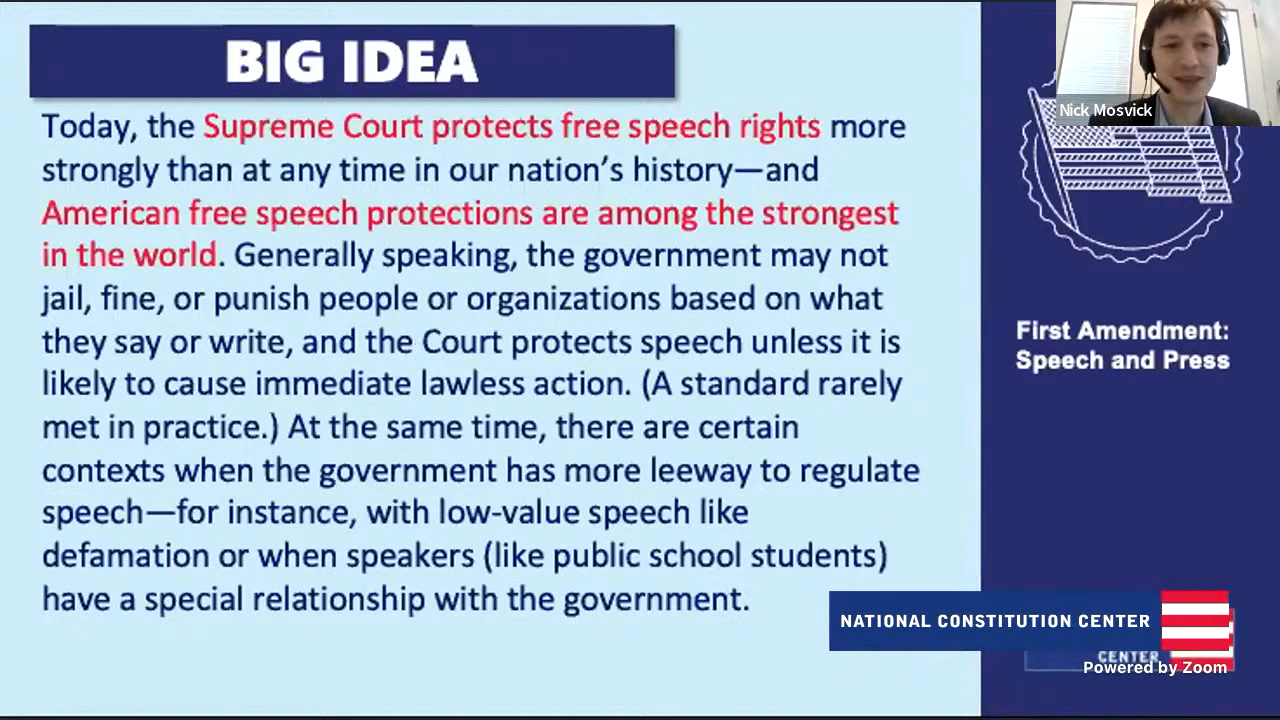 BIG IDEA
Today, the Supreme Court protects free speech rights more
strongly than at any time in our nation’s history—and
American free speech protections are among the strongest
in the world. Generally speaking, the government may not
jail, fine, or punish people or organizations based on what
they say or write, and the Court protects speech unless it is
likely to cause immediate lawless action. (A standard rarely
met in practice.) At the same time, there are certain
contexts when the government has more leeway to regulate
speech—for instance, with low-value speech like
defamation or when speakers (like public school students)
have a special relationship with the government.
Nick Mosvick
First Amendment:
Speech and Press
NATIONAL CONSTITUTION CENTER
CENTER
Powered by Zoom